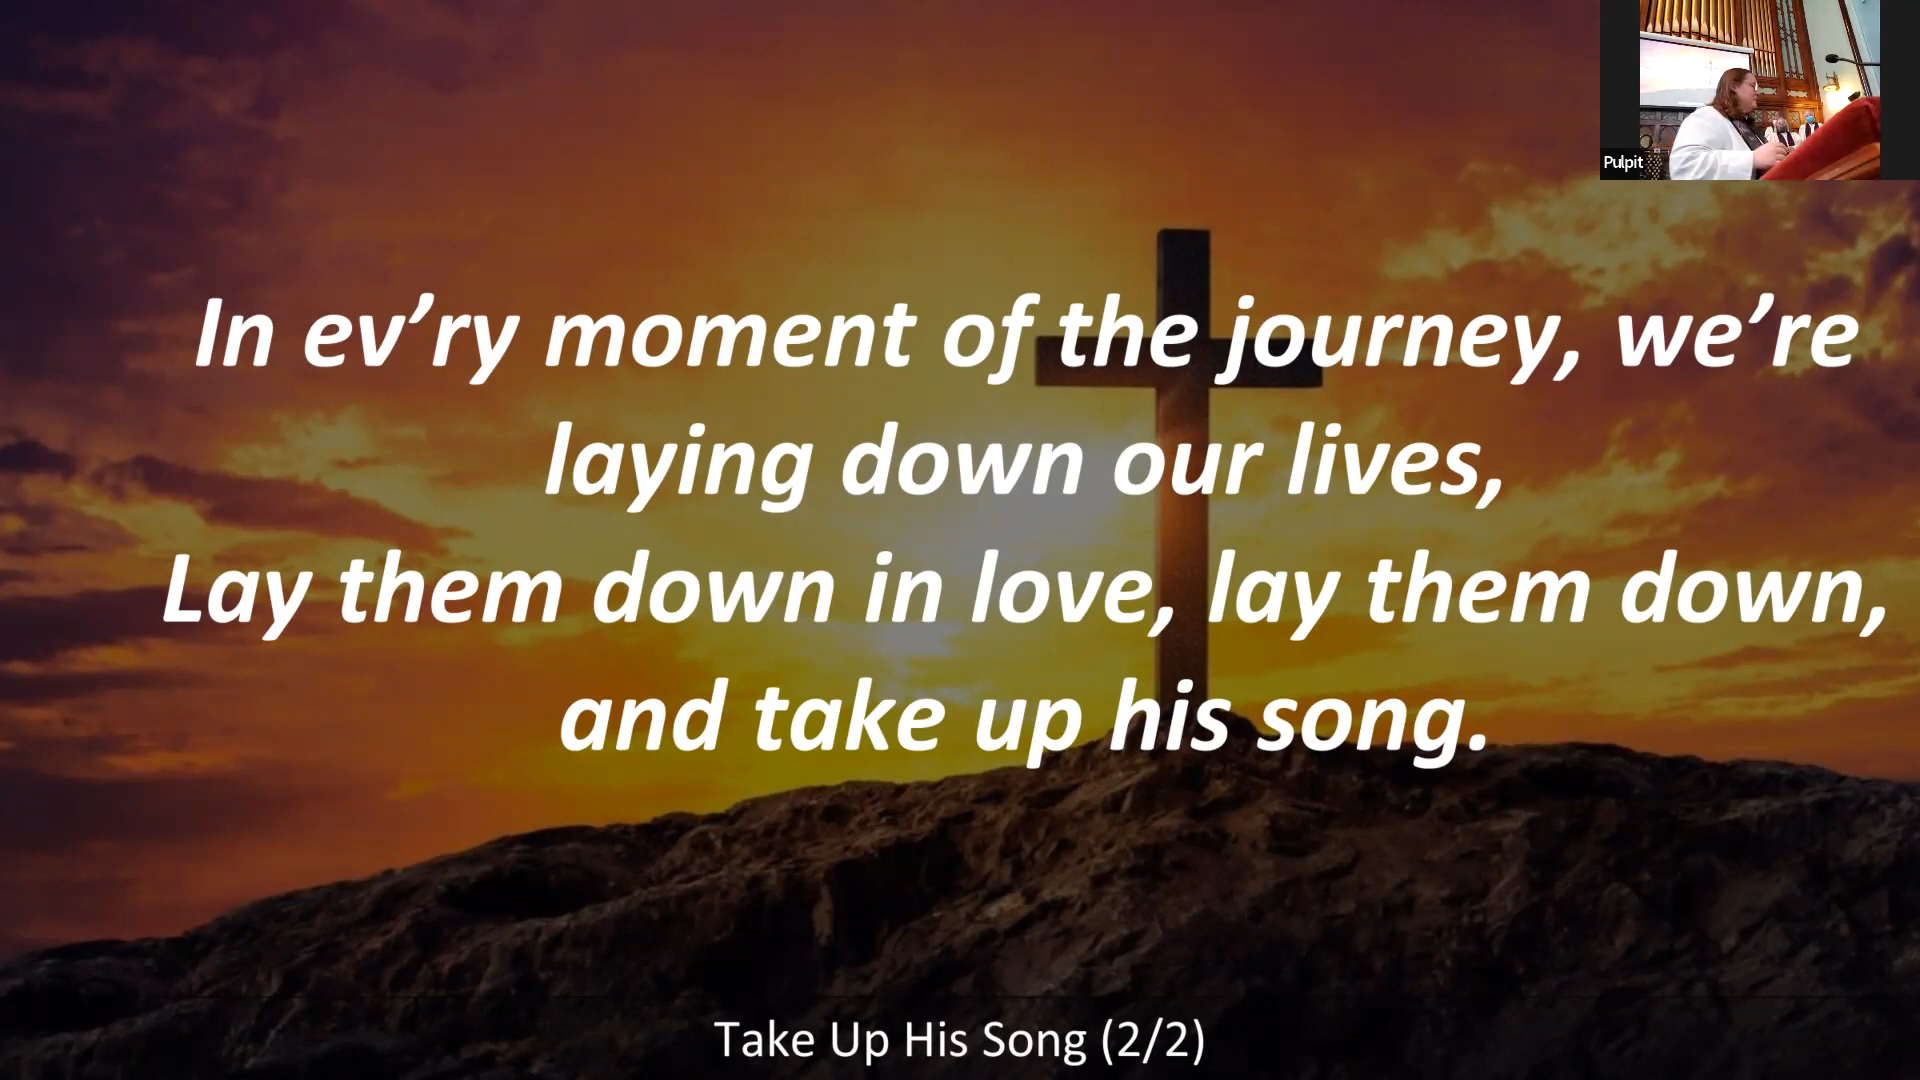 Pulpit
In ev’ry moment of the journey, we’re
laying down our lives,
Lay them down in love, lay them down,
and take up his song.
Take Up His Song (2/2)